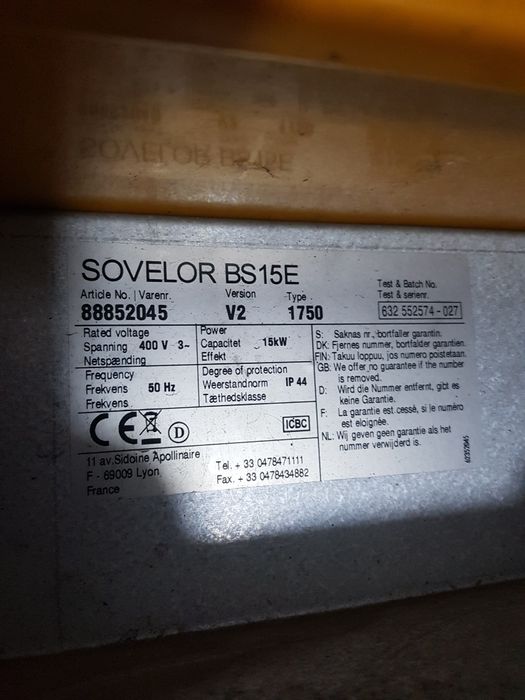 SOVELOR BS15E
Article No. | Varenr. Version Type
88852045 V2 1750
Test & Batch No.
Test & serienr.
632 552574 - 027
Rated voltage
Spanning 400 V 3~
Netspænding
Power
Capacitet 15kW
Effekt
Frequency
Frekvens 50 Hz
Frekvens
Degree of protection
Weerstandnorm IP 44
Tæthedsklasse
CE D ICBC
11 av.Sidoine Apollinaire
F - 69009 Lyon
France
Tel. + 33 0478471111
Fax. + 33 0478434882
S: Saknas nr., bortfaller garantin.
DK: Fjernes nummer, bortfalder garantien.
FIN: Takuu loppuu, jos numero poistetaan.
GB: We offer no guarantee if the number
is removed.
D: Wird die Nummer entfernt, gibt es
keine Garantie.
F: La garantie est cessé, si le numéro
est eloignée.
NL: Wij geven geen garantie als het
nummer verwijderd is.
62352045